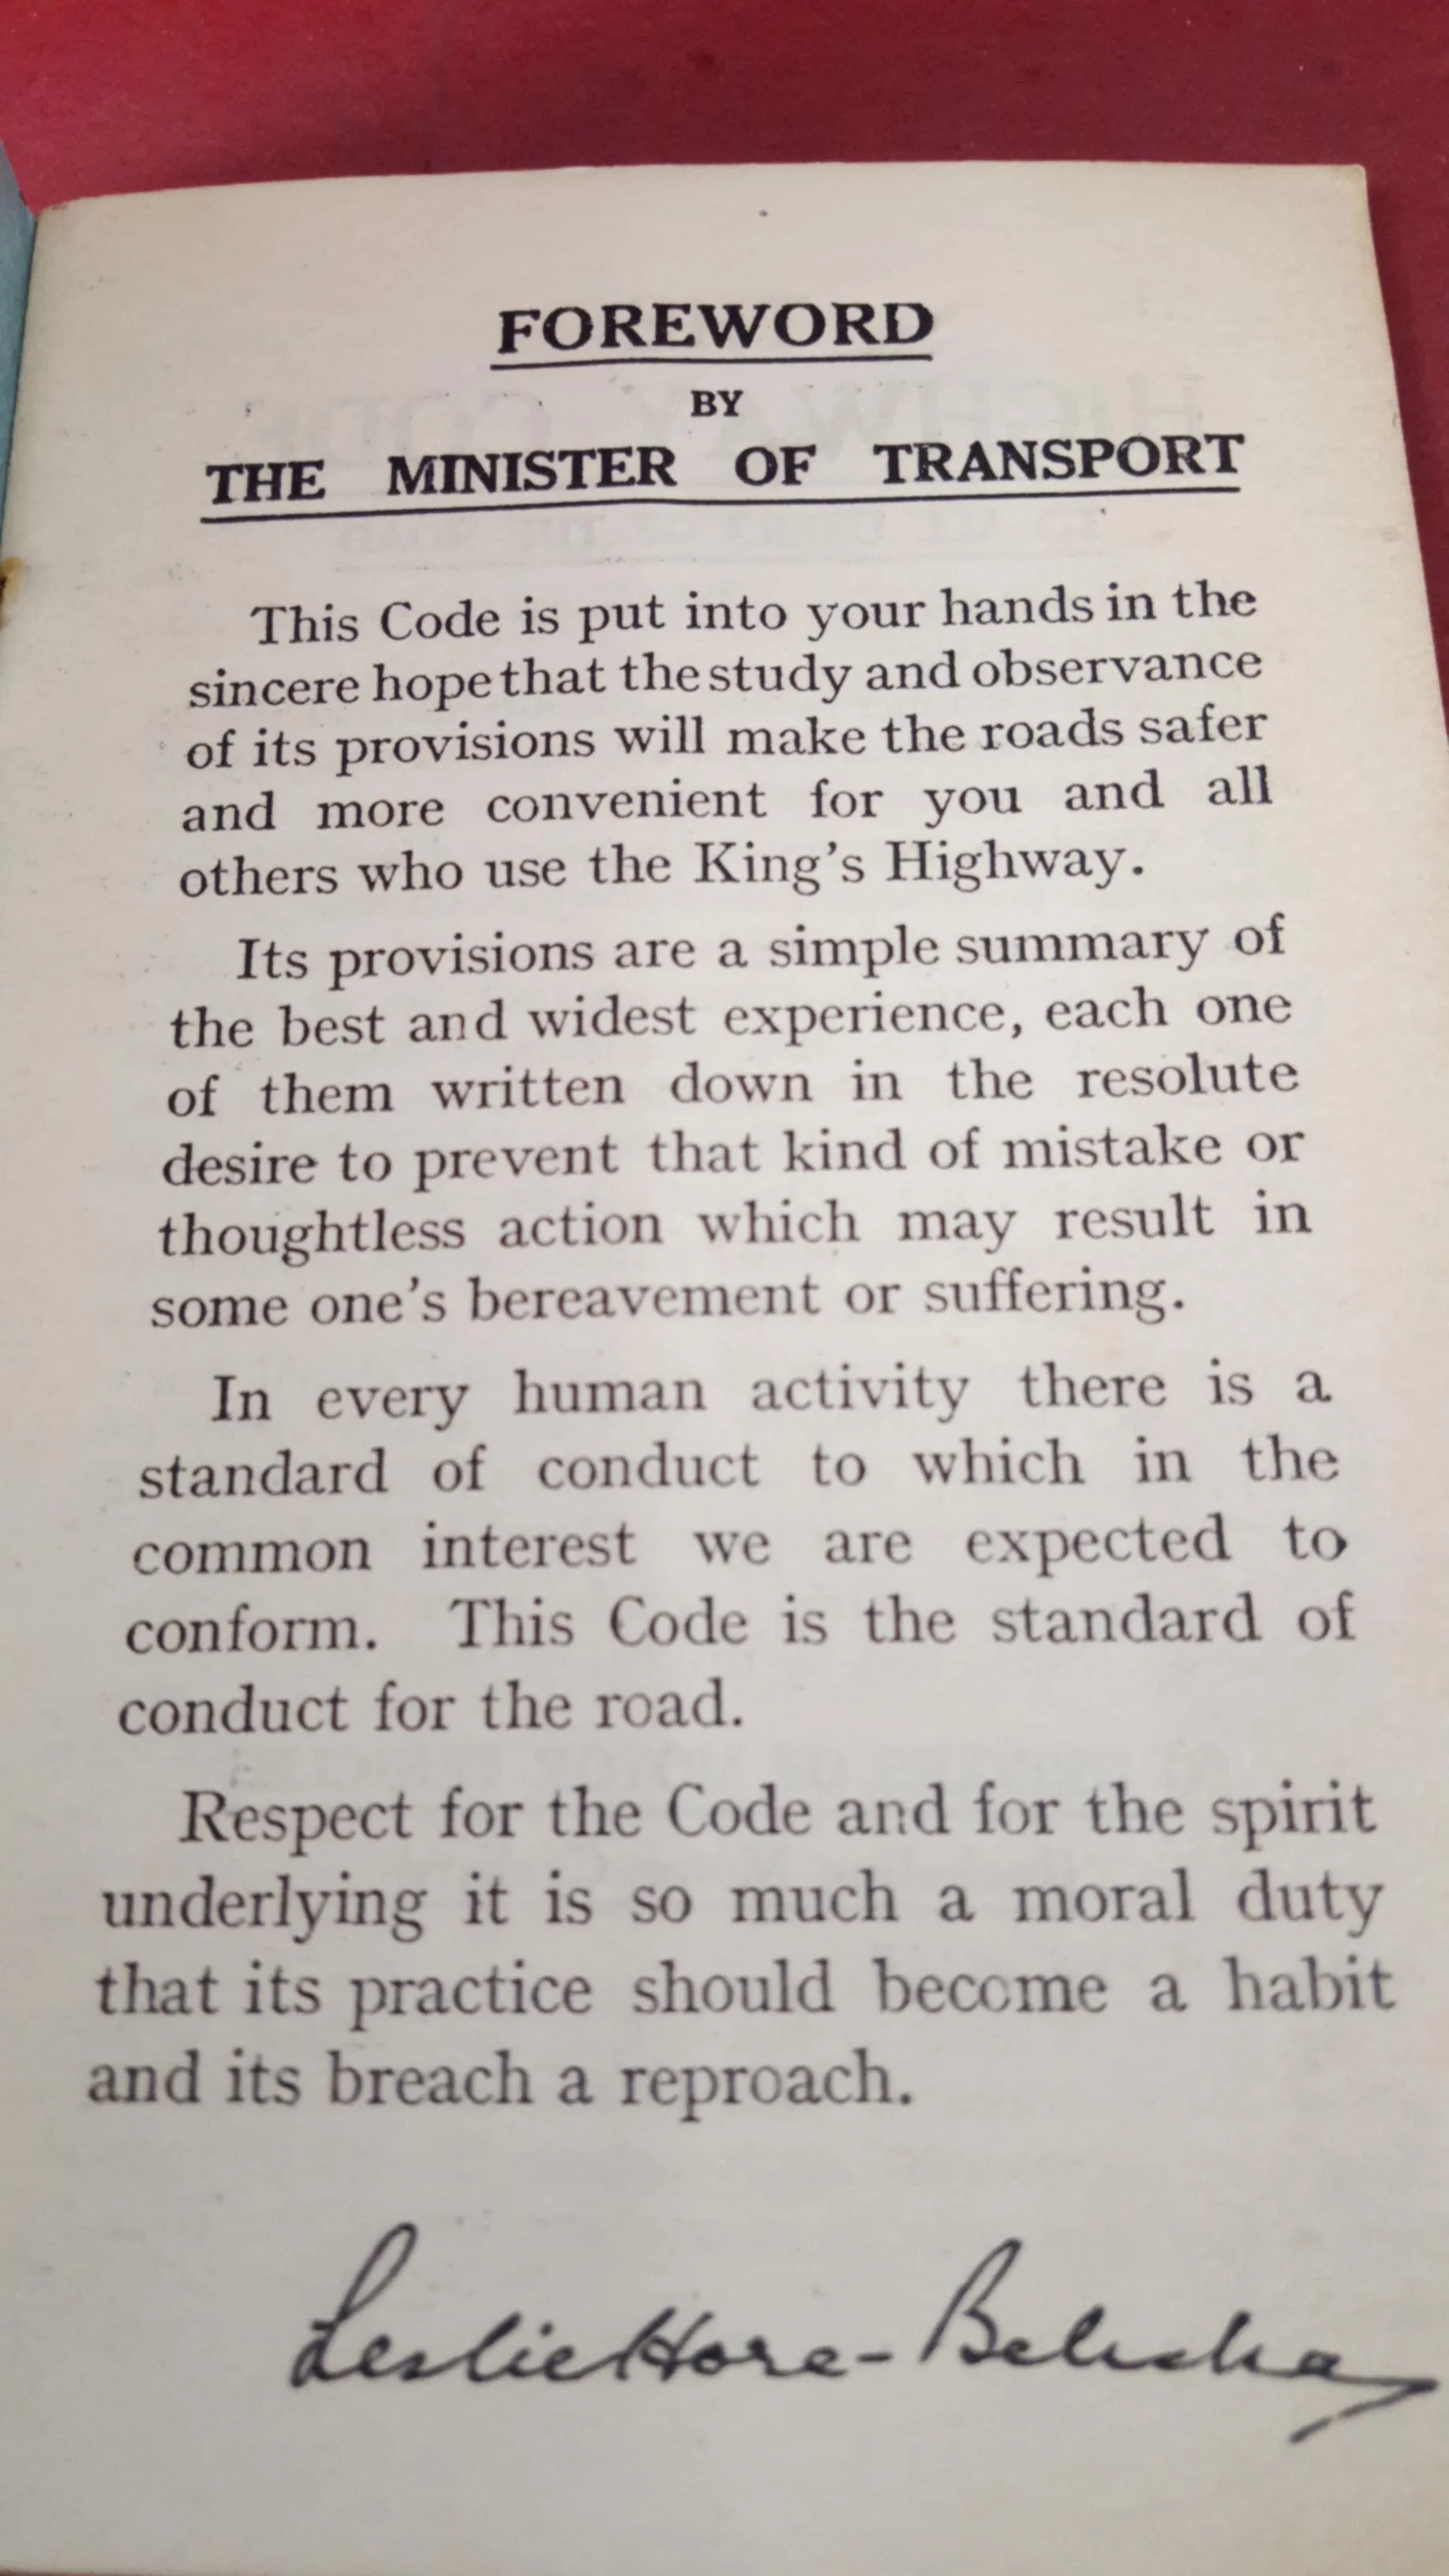 FOREWORD
BY
THE MINISTER OF TRANSPORT
This Code is put into your hands in the
sincere hope that the study and observance
of its provisions will make the roads safer
and more convenient for you and all
others who use the King's Highway.
Its provisions are a simple summary of
the best and widest experience, each one
of them written down in the resolute
desire to prevent that kind of mistake or
thoughtless action which may result in
some one's bereavement or suffering.
In every human activity there is a
standard of conduct to which in the
common interest we are expected to
conform. This Code is the standard of
conduct for the road.
Respect for the Code and for the spirit
underlying it is so much a moral duty
that its practice should become a habit
and its breach a reproach.
Leslie Hore-Belisha